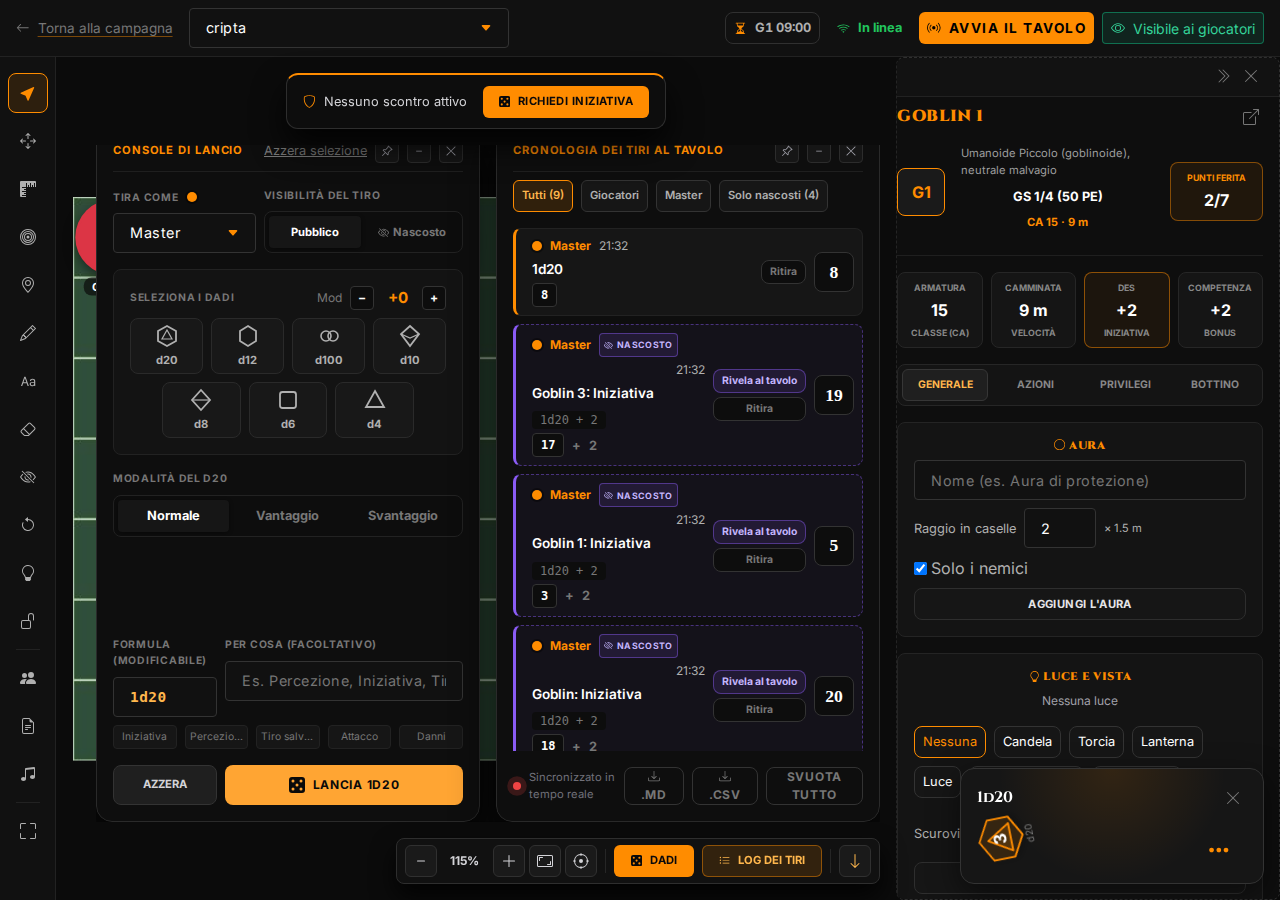 Torna alla campagna
cripta
G1 09:00
In linea
AVVIA IL TAVOLO
Visibile ai giocatori
Nessuno scontro attivo
RICHIEDI INIZIATIVA
Aa
CONSOLE DI LANCIO
Azzera selezione
TIRA COME
VISIBILITÀ DEL TIRO
Master
Pubblico
Nascosto
SELEZIONA I DADI
Mod
−
+0
+
d20
d12
d100
d10
d8
d6
d4
MODALITÀ DEL D20
Normale
Vantaggio
Svantaggio
FORMULA
(MODIFICABILE)
PER COSA (FACOLTATIVO)
1d20
Es. Percezione, Iniziativa, Ti
Iniziativa
Percezio...
Tiro salv...
Attacco
Danni
AZZERA
LANCIA 1D20
CRONOLOGIA DEI TIRI AL TAVOLO
Tutti (9)
Giocatori
Master
Solo nascosti (4)
Master 21:32
1d20
8
Ritira
8
Master
NASCOSTO
21:32
Goblin 3: Iniziativa
1d20 + 2
17 + 2
Rivela al tavolo
Ritira
19
Master
NASCOSTO
21:32
Goblin 1: Iniziativa
1d20 + 2
3 + 2
Rivela al tavolo
Ritira
5
Master
NASCOSTO
21:32
Goblin: Iniziativa
1d20 + 2
18 + 2
Rivela al tavolo
Ritira
20
Sincronizzato in
tempo reale
.MD
.CSV
SVUOTA
TUTTO
−
115%
+
DADI
LOG DEI TIRI
GOBLIN 1
G1
Umanoide Piccolo (goblinoide),
neutrale malvagio
GS 1/4 (50 PE)
CA 15 · 9 m
PUNTI FERITA
2/7
ARMATURA
15
CLASSE (CA)
CAMMINATA
9 m
VELOCITÀ
DES
+2
INIZIATIVA
COMPETENZA
+2
BONUS
GENERALE
AZIONI
PRIVILEGI
BOTTINO
AURA
Nome (es. Aura di protezione)
Raggio in caselle
2
× 1.5 m
Solo i nemici
AGGIUNGI L'AURA
LUCE E VISTA
Nessuna luce
Nessuna
Candela
Torcia
Lanterna
Luce
Scurovi
1D20
3
d20